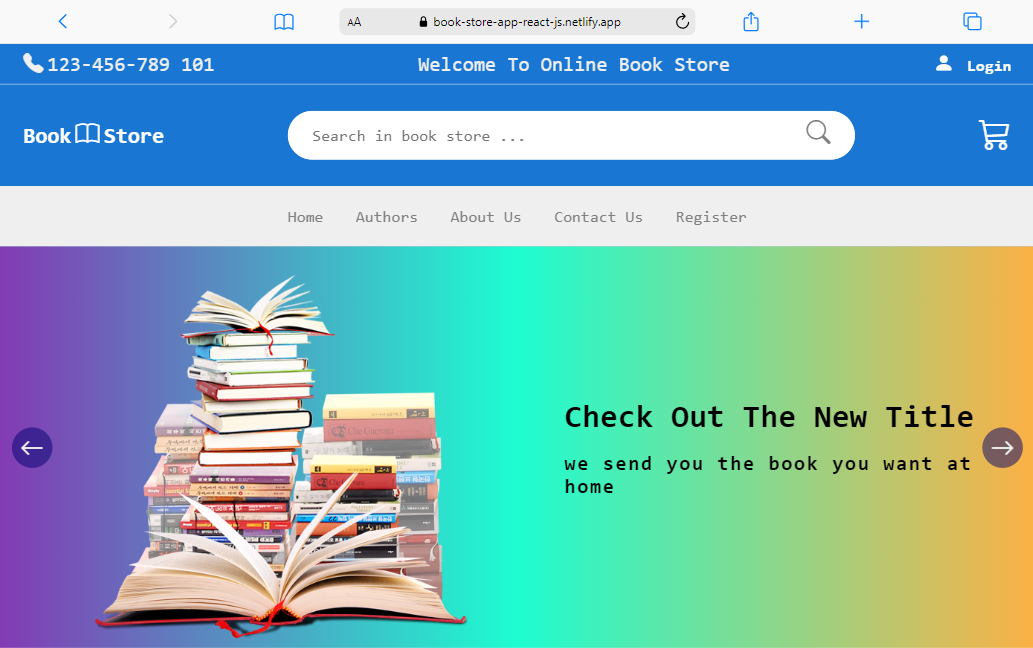 AA book-store-app-react-js.netlify.app
123-456-789 101 Welcome To Online Book Store Login
Book Store Search in book store ...
Home Authors About Us Contact Us Register
Check Out The New Title
we send you the book you want at
home
Che Guevara